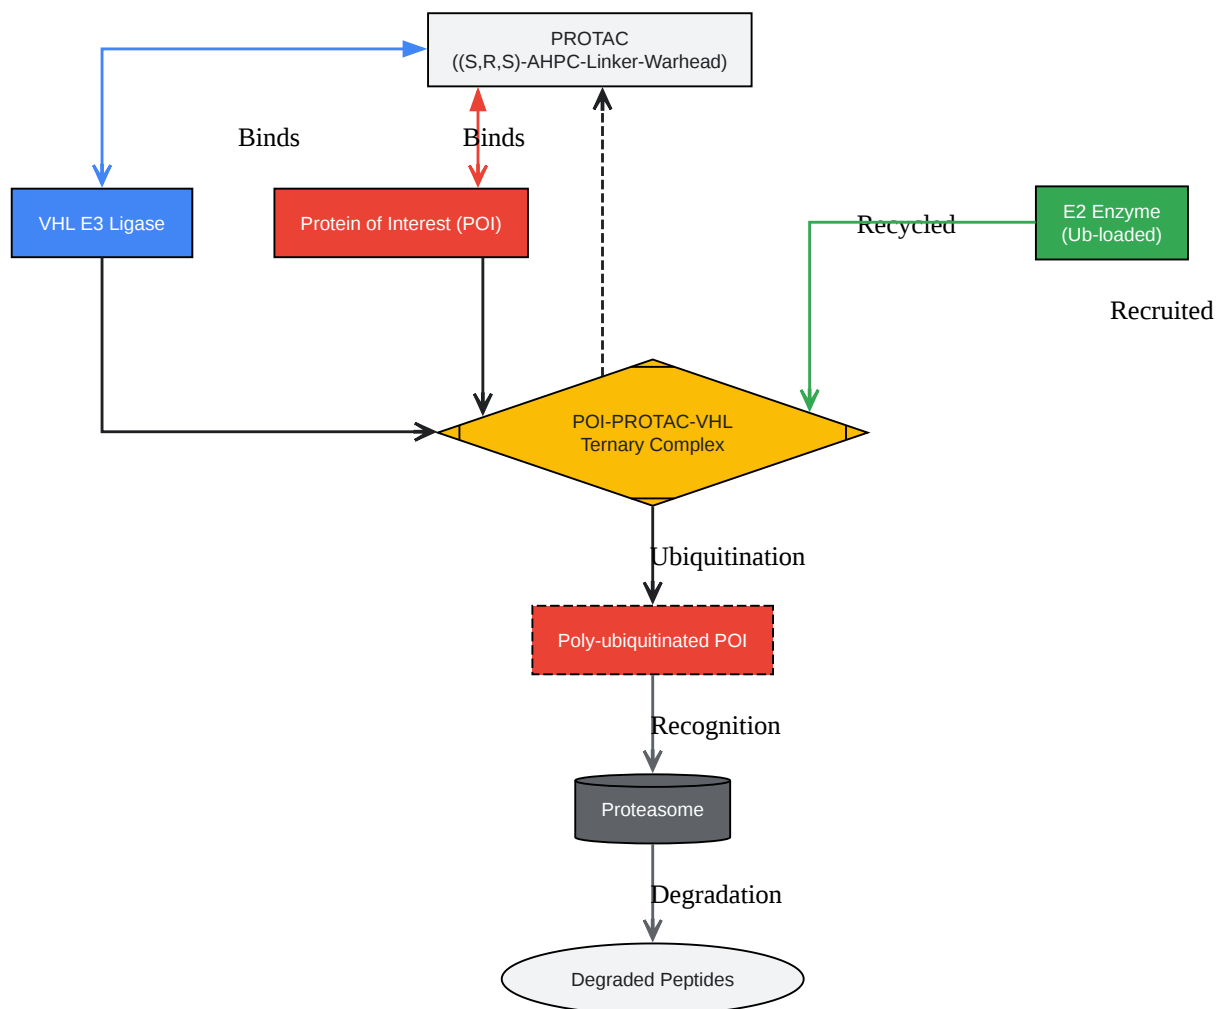 PROTAC
((S,R,S)-AHPC-Linker-Warhead)
Binds
Binds
VHL E3 Ligase
Protein of Interest (POI)
Recycled
E2 Enzyme
(Ub-loaded)
Recruited
POI-PROTAC-VHL
Ternary Complex
Ubiquitination
Poly-ubiquitinated POI
Recognition
Proteasome
Degradation
Degraded Peptides